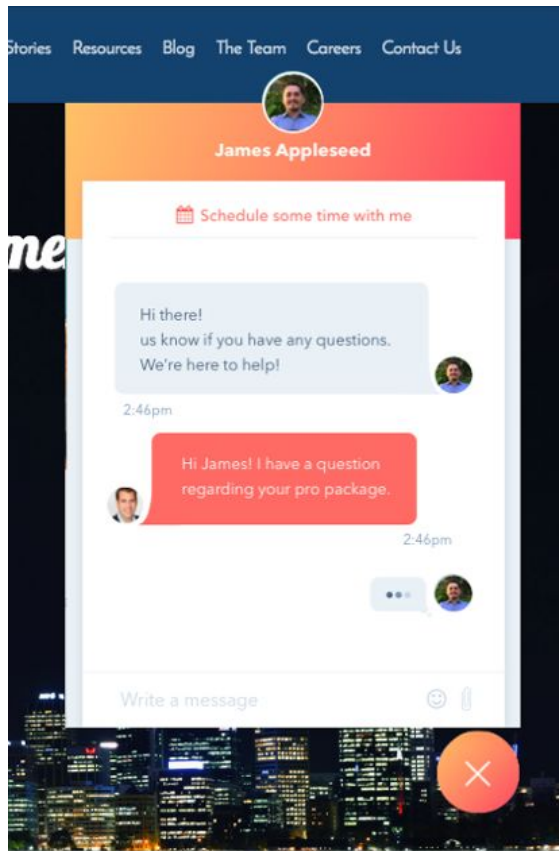 Stories Resources Blog The Team Careers Contact Us
James Appleseed
Schedule some time with me
me
Hi there!
us know if you have any questions.
We're here to help!
2:46pm
Hi James! I have a question
regarding your pro package.
2:46pm
Write a message